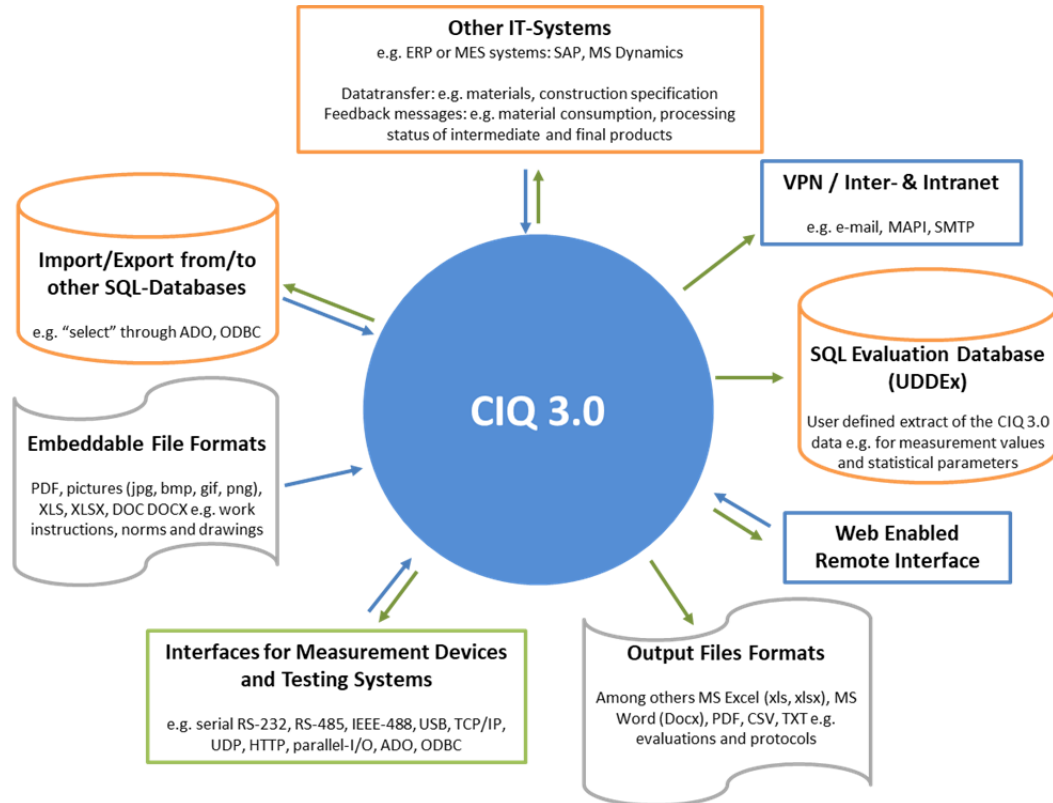 Other IT-Systems
e.g. ERP or MES systems: SAP, MS Dynamics
Datatransfer: e.g. materials, construction specification
Feedback messages: e.g. material consumption, processing
status of intermediate and final products
VPN / Inter- & Intranet
e.g. e-mail, MAPI, SMTP
Import/Export from/to
other SQL-Databases
e.g. “select” through ADO, ODBC
SQL Evaluation Database
(UDDEx)
User defined extract of the CIQ 3.0
data e.g. for measurement values
and statistical parameters
CIQ 3.0
Embeddable File Formats
PDF, pictures (jpg, bmp, gif, png),
XLS, XLSX, DOC DOCX e.g. work
instructions, norms and drawings
Web Enabled
Remote Interface
Interfaces for Measurement Devices
and Testing Systems
e.g. serial RS-232, RS-485, IEEE-488, USB, TCP/IP,
UDP, HTTP, parallel-I/O, ADO, ODBC
Output Files Formats
Among others MS Excel (xls, xlsx), MS
Word (Docx), PDF, CSV, TXT e.g.
evaluations and protocols